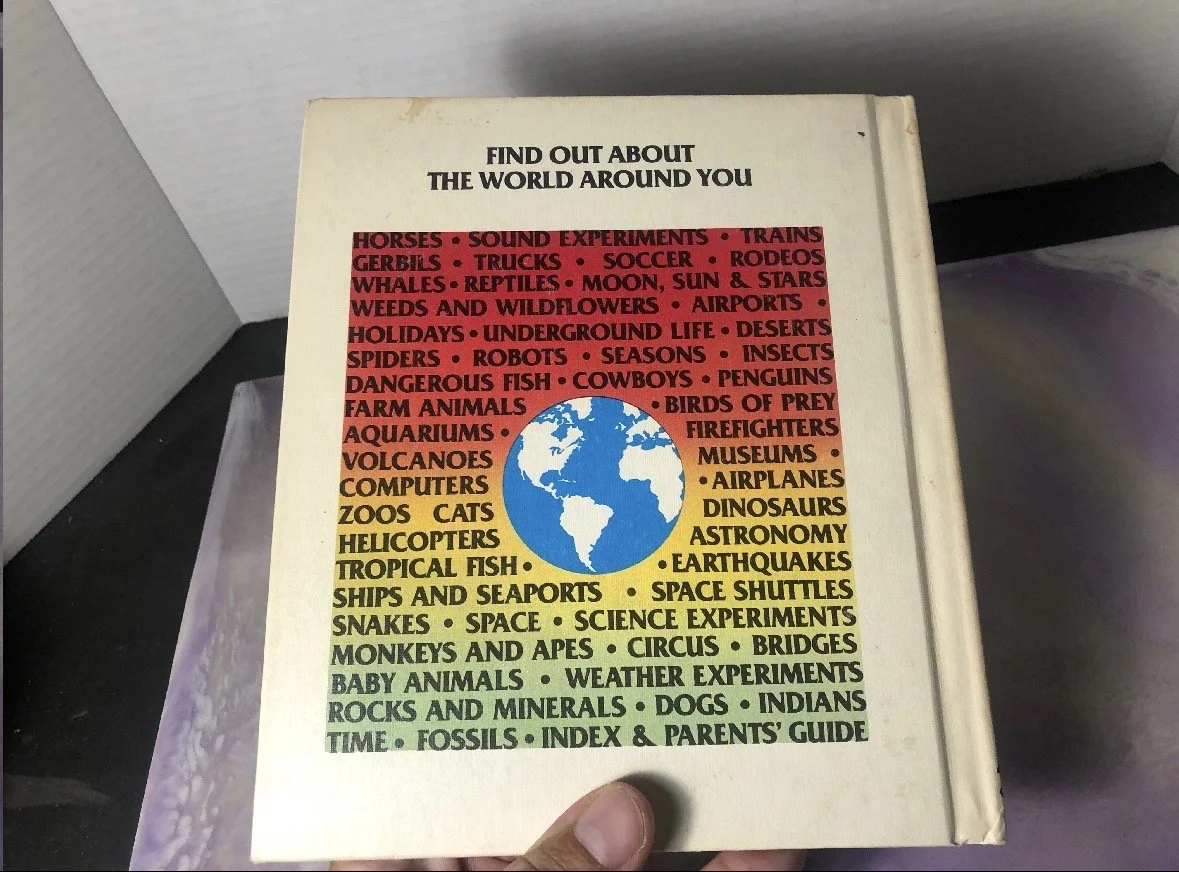 FIND OUT ABOUT
THE WORLD AROUND YOU
HORSES • SOUND EXPERIMENTS • TRAINS
GERBILS • TRUCKS • SOCCER • RODEOS
WHALES • REPTILES • MOON, SUN & STARS
WEEDS AND WILDFLOWERS • AIRPORTS •
HOLIDAYS • UNDERGROUND LIFE • DESERTS
SPIDERS • ROBOTS • SEASONS • INSECTS
DANGEROUS FISH • COWBOYS • PENGUINS
FARM ANIMALS • BIRDS OF PREY
AQUARIUMS • FIREFIGHTERS
VOLCANOES MUSEUMS •
COMPUTERS • AIRPLANES
ZOOS CATS DINOSAURS
HELICOPTERS ASTRONOMY
TROPICAL FISH • • EARTHQUAKES
SHIPS AND SEAPORTS • SPACE SHUTTLES
SNAKES • SPACE • SCIENCE EXPERIMENTS
MONKEYS AND APES • CIRCUS • BRIDGES
BABY ANIMALS • WEATHER EXPERIMENTS
ROCKS AND MINERALS • DOGS • INDIANS
TIME • FOSSILS • INDEX & PARENTS' GUIDE